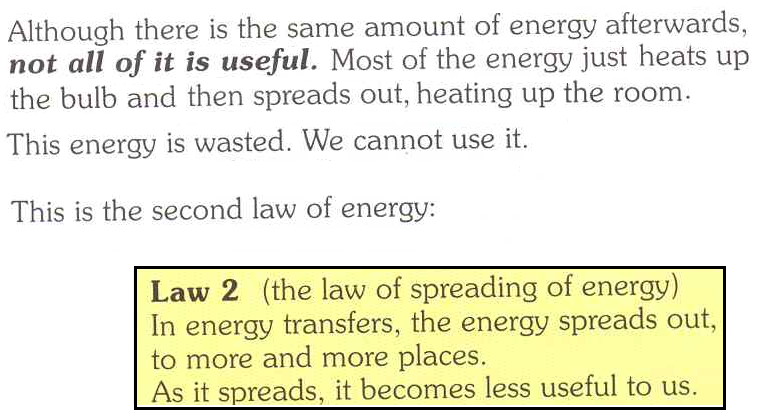 Although there is the same amount of energy afterwards,
not all of it is useful. Most of the energy just heats up
the bulb and then spreads out, heating up the room.
This energy is wasted. We cannot use it.
This is the second law of energy:
Law 2 (the law of spreading of energy)
In energy transfers, the energy spreads out,
to more and more places.
As it spreads, it becomes less useful to us.